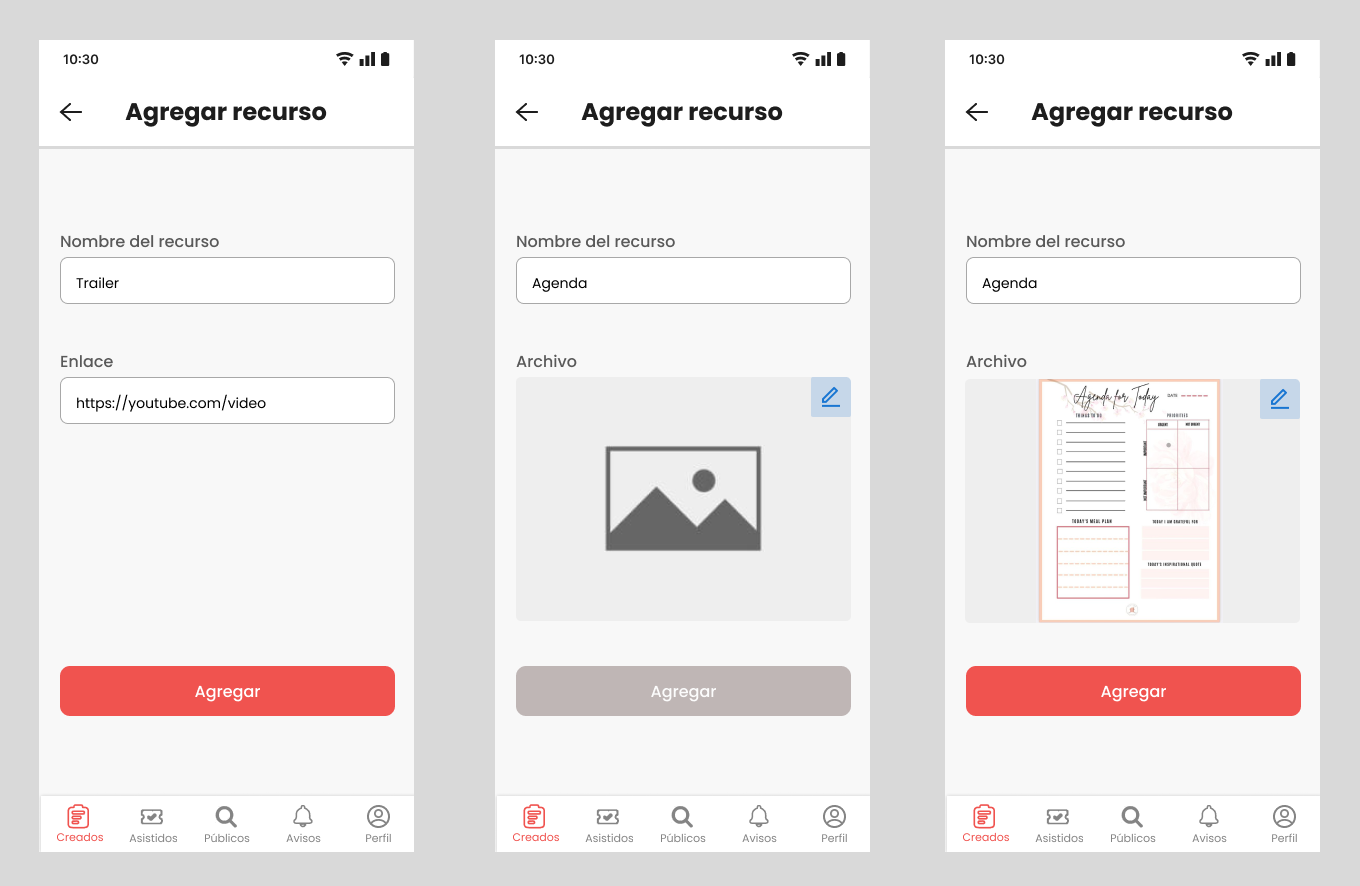 10:30
Agregar recurso
Nombre del recurso
Trailer
Enlace
https://youtube.com/video
Agregar
Creados
Asistidos
Públicos
Avisos
Perfil
10:30
Agregar recurso
Nombre del recurso
Agenda
Archivo
Agregar
Creados
Asistidos
Públicos
Avisos
Perfil
10:30
Agregar recurso
Nombre del recurso
Agenda
Archivo
Agenda for Today
DATE
THINGS TO DO
PRIORITIES
URGENT
NOT URGENT
IMPORTANT
NOT IMPORTANT
TODAY'S MEAL PLAN
TODAY I AM GRATEFUL FOR
TODAY'S INSPIRATIONAL QUOTE
Agregar
Creados
Asistidos
Públicos
Avisos
Perfil